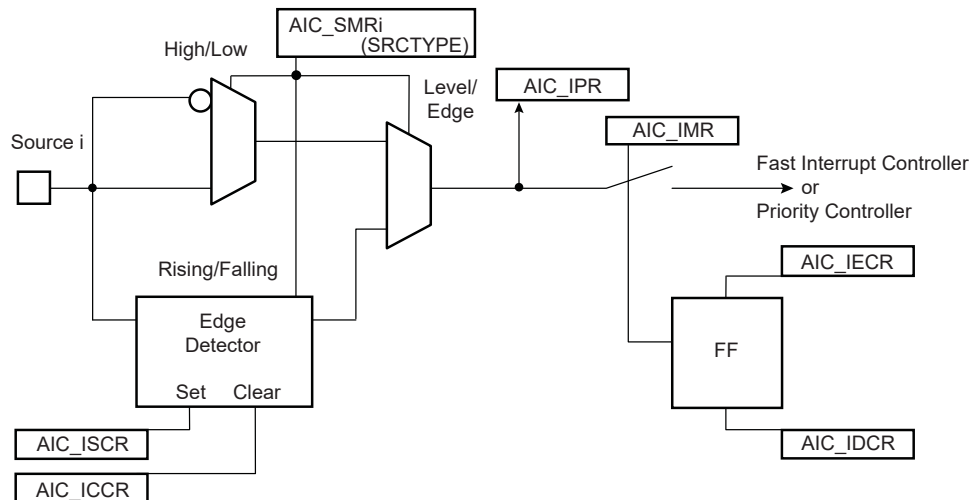 AIC_SMRi
(SRCTYPE)
High/Low
Level/
Edge
AIC_IPR
AIC_IMR
Source i
Fast Interrupt Controller
or
Priority Controller
Rising/Falling
AIC_IECR
Edge
Detector
FF
Set Clear
AIC_ISCR
AIC_IDCR
AIC_ICCR